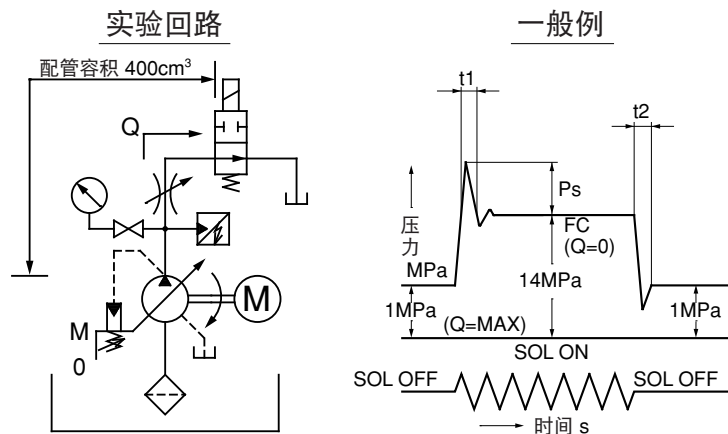 实验回路
配管容积 400cm³
Q
M
M
0
一般例
t1
t2
Ps
压力
MPa
FC
(Q=0)
14MPa
1MPa
1MPa
(Q=MAX)
SOL ON
SOL OFF
SOL OFF
时间 s